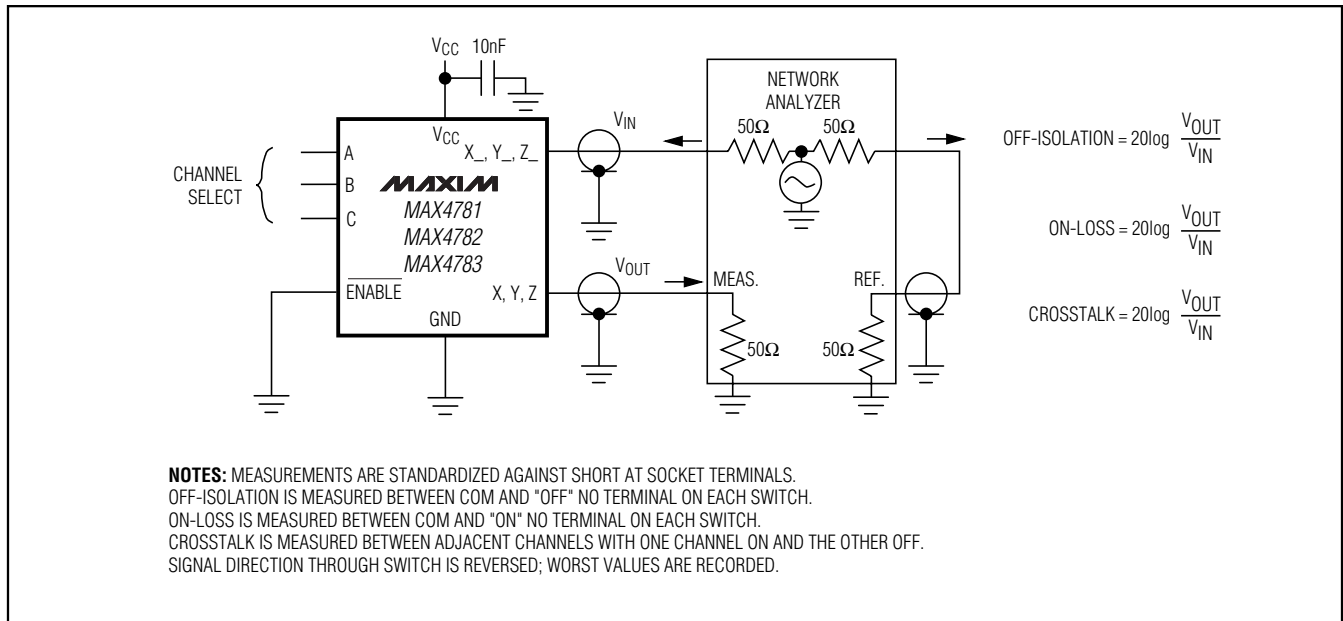 VCC 10nF
VCC
X_, Y_, Z_
VIN
NETWORK
ANALYZER
50Ω 50Ω
OFF-ISOLATION = 20log VOUT
VIN
CHANNEL
SELECT
A
B
C
MAXIM
MAX4781
MAX4782
MAX4783
ON-LOSS = 20log VOUT
VIN
ENABLE
X, Y, Z
GND
VOUT
MEAS.
REF.
50Ω 50Ω
CROSSTALK = 20log VOUT
VIN
NOTES: MEASUREMENTS ARE STANDARDIZED AGAINST SHORT AT SOCKET TERMINALS.
OFF-ISOLATION IS MEASURED BETWEEN COM AND "OFF" NO TERMINAL ON EACH SWITCH.
ON-LOSS IS MEASURED BETWEEN COM AND "ON" NO TERMINAL ON EACH SWITCH.
CROSSTALK IS MEASURED BETWEEN ADJACENT CHANNELS WITH ONE CHANNEL ON AND THE OTHER OFF.
SIGNAL DIRECTION THROUGH SWITCH IS REVERSED; WORST VALUES ARE RECORDED.